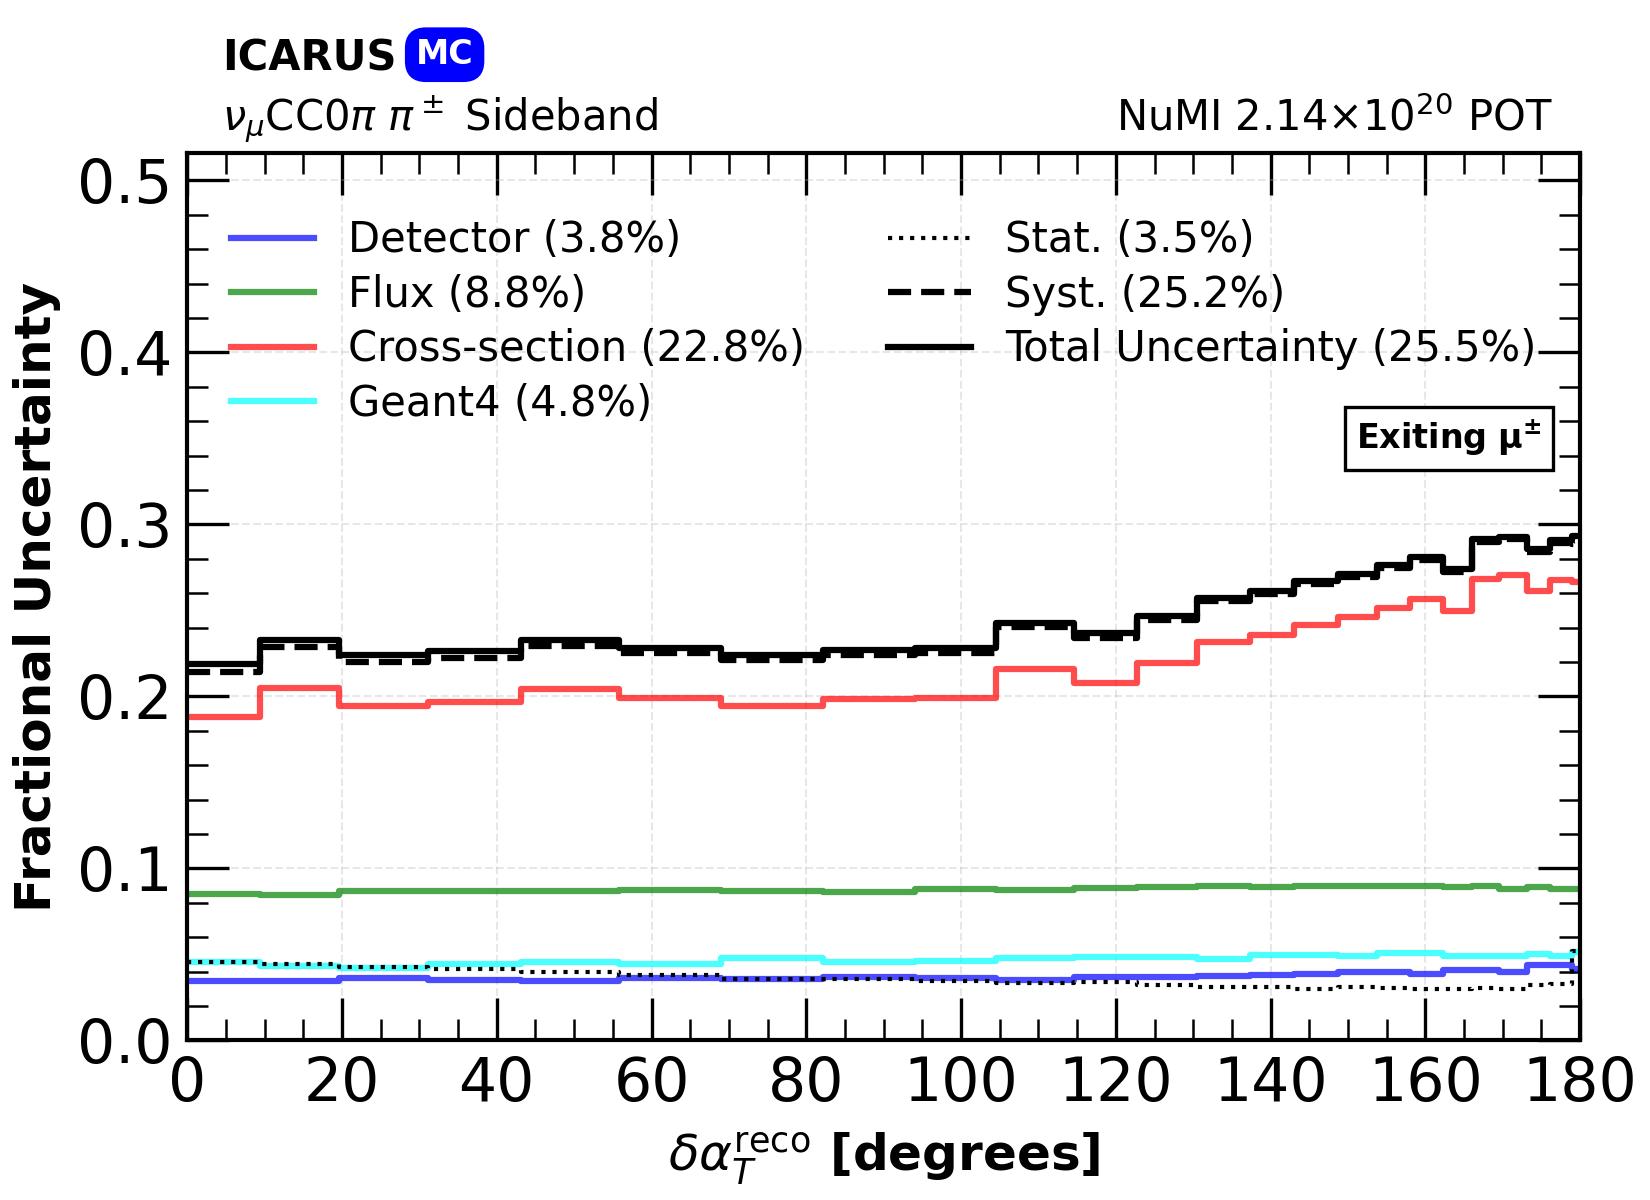 ICARUS MC
νμCC0π π± Sideband
NuMI 2.14×10²⁰ POT
Fractional Uncertainty
0.5
0.4
0.3
0.2
0.1
0.0
Detector (3.8%)
Flux (8.8%)
Cross-section (22.8%)
Geant4 (4.8%)
Stat. (3.5%)
Syst. (25.2%)
Total Uncertainty (25.5%)
Exiting μ±
0 20 40 60 80 100 120 140 160 180
δα_T^reco [degrees]